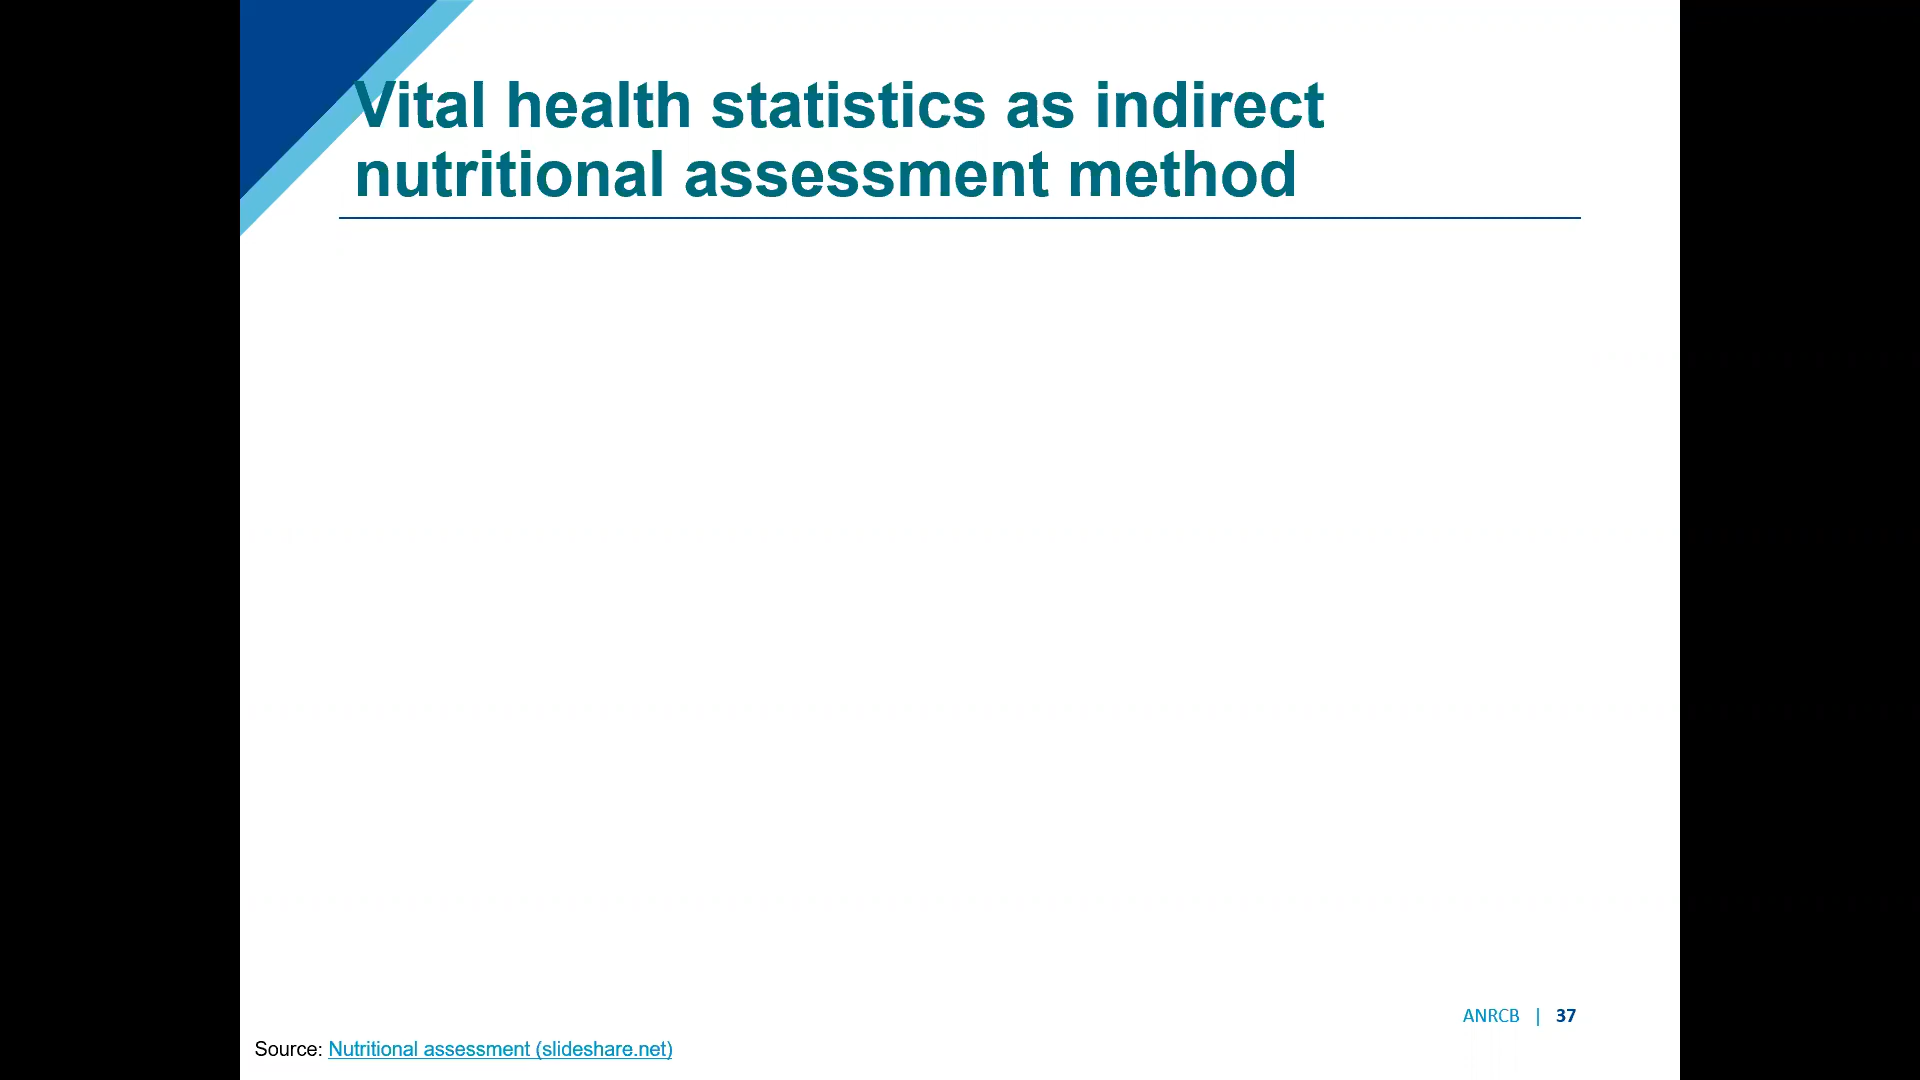 Vital health statistics as indirect
nutritional assessment method
ANRCB | 37
Source: Nutritional assessment (slideshare.net)